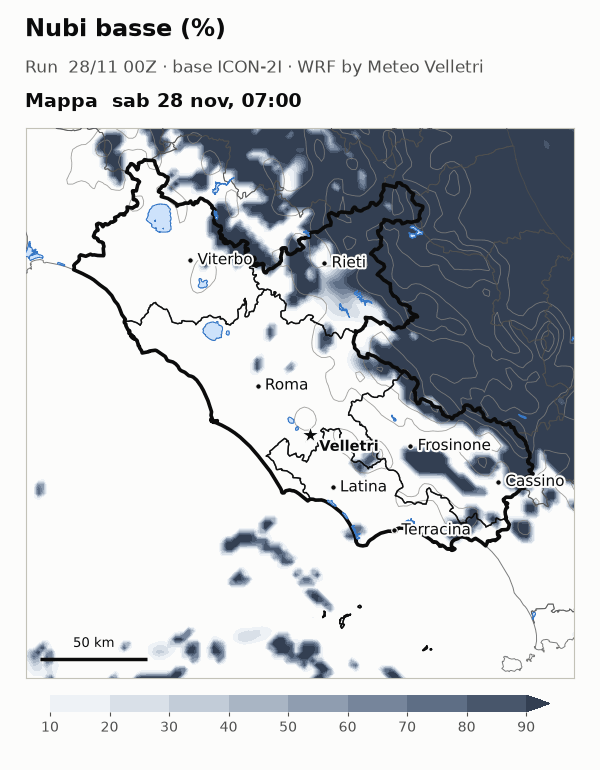 Nubi basse (%)
Run  28/11 00Z · base ICON-2I · WRF by Meteo Velletri
Mappa  sab 28 nov, 07:00
Viterbo
Rieti
Roma
Velletri
Frosinone
Latina
Cassino
Terracina
50 km
10 20 30 40 50 60 70 80 90